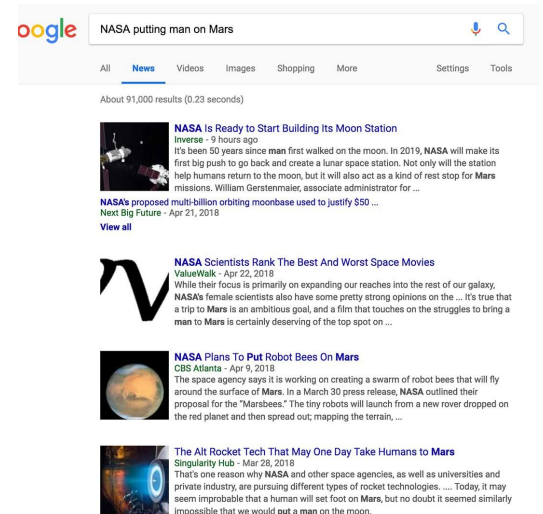 oogle
NASA putting man on Mars
All News Videos Images Shopping More Settings Tools
About 91,000 results (0.23 seconds)
NASA Is Ready to Start Building Its Moon Station
Inverse - 9 hours ago
It's been 50 years since man first walked on the moon. In 2019, NASA will make its
first big push to go back and create a lunar space station. Not only will the station
help humans return to the moon, but it will also act as a kind of rest stop for Mars
missions. William Gerstenmaier, associate administrator for ...
NASA's proposed multi-billion orbiting moonbase used to justify $50 ...
Next Big Future - Apr 21, 2018
View all
NASA Scientists Rank The Best And Worst Space Movies
ValueWalk - Apr 22, 2018
While their focus is primarily on expanding our reaches into the rest of our galaxy,
NASA's female scientists also have some pretty strong opinions on the ... It's true that
a trip to Mars is an ambitious goal, and a film that touches on the struggles to bring a
man to Mars is certainly deserving of the top spot on ...
NASA Plans To Put Robot Bees On Mars
CBS Atlanta - Apr 9, 2018
The space agency says it is working on creating a swarm of robot bees that will fly
around the surface of Mars. In a March 30 press release, NASA outlined their
proposal for the "Marsbees." The tiny robots will launch from a new rover dropped on
the red planet and then spread out; mapping the terrain, ...
The Alt Rocket Tech That May One Day Take Humans to Mars
Singularity Hub - Mar 28, 2018
That's one reason why NASA and other space agencies, as well as universities and
private industry, are pursuing different types of rocket technologies. .... Today, it may
seem improbable that a human will set foot on Mars, but no doubt it seemed similarly
impossible that we would put a man on the moon.